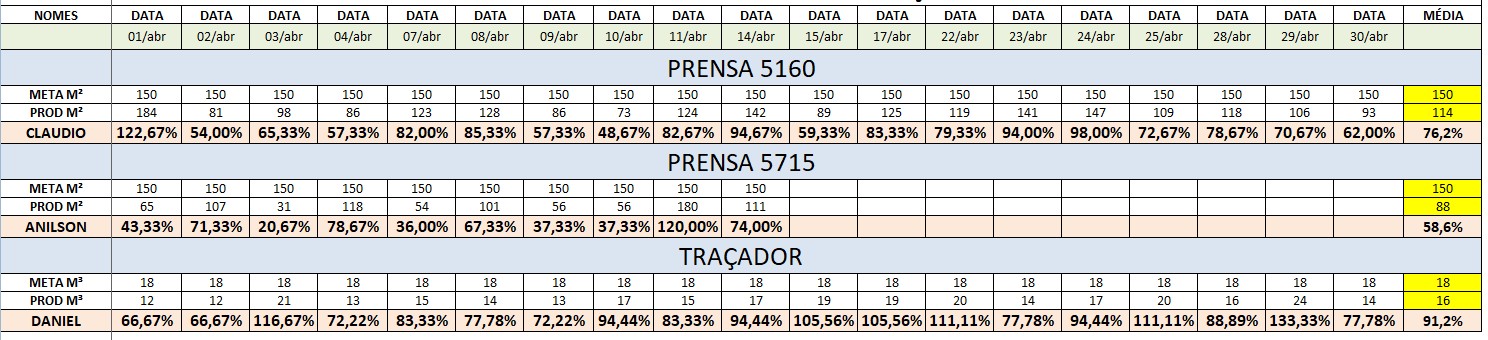 NOMES DATA DATA DATA DATA DATA DATA DATA DATA DATA DATA DATA DATA DATA DATA DATA DATA DATA DATA DATA MÉDIA
01/abr 02/abr 03/abr 04/abr 07/abr 08/abr 09/abr 10/abr 11/abr 14/abr 15/abr 17/abr 22/abr 23/abr 24/abr 25/abr 28/abr 29/abr 30/abr
PRENSA 5160
META M² 150 150 150 150 150 150 150 150 150 150 150 150 150 150 150 150 150 150 150 150
PROD M² 184 81 98 86 123 128 86 73 124 142 89 125 119 141 147 109 118 106 93 114
CLAUDIO 122,67% 54,00% 65,33% 57,33% 82,00% 85,33% 57,33% 48,67% 82,67% 94,67% 59,33% 83,33% 79,33% 94,00% 98,00% 72,67% 78,67% 70,67% 62,00% 76,2%
PRENSA 5715
META M² 150 150 150 150 150 150 150 150 150 150 150
PROD M² 65 107 31 118 54 101 56 56 180 111 88
ANILSON 43,33% 71,33% 20,67% 78,67% 36,00% 67,33% 37,33% 37,33% 120,00% 74,00% 58,6%
TRAÇADOR
META M³ 18 18 18 18 18 18 18 18 18 18 18 18 18 18 18 18 18 18 18 18
PROD M³ 12 12 21 13 15 14 13 17 15 17 19 19 20 14 17 20 16 24 14 16
DANIEL 66,67% 66,67% 116,67% 72,22% 83,33% 77,78% 72,22% 94,44% 83,33% 94,44% 105,56% 105,56% 111,11% 77,78% 94,44% 111,11% 88,89% 133,33% 77,78% 91,2%